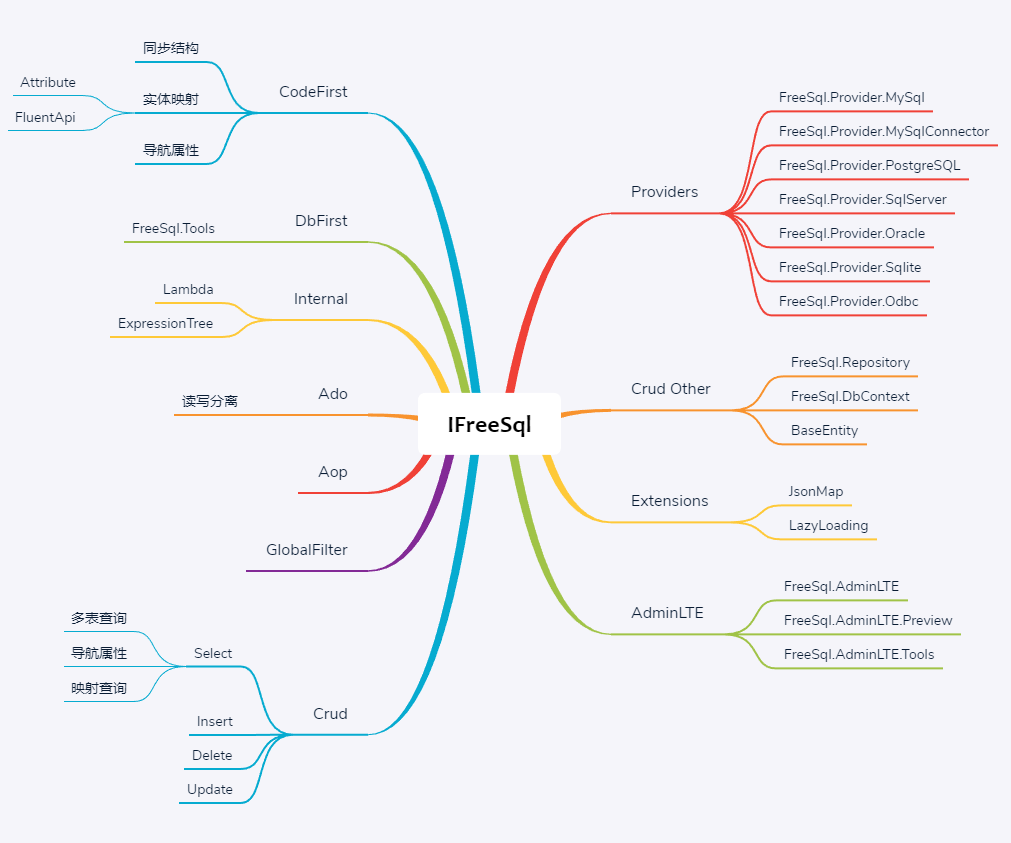 同步结构
Attribute
实体映射
CodeFirst
FluentApi
导航属性
DbFirst
FreeSql.Tools
Internal
Lambda
ExpressionTree
Ado
读写分离
Aop
GlobalFilter
多表查询
导航属性
Select
映射查询
Crud
Insert
Delete
Update
IFreeSql
Providers
FreeSql.Provider.MySql
FreeSql.Provider.MySqlConnector
FreeSql.Provider.PostgreSQL
FreeSql.Provider.SqlServer
FreeSql.Provider.Oracle
FreeSql.Provider.Sqlite
FreeSql.Provider.Odbc
Crud Other
FreeSql.Repository
FreeSql.DbContext
BaseEntity
Extensions
JsonMap
LazyLoading
AdminLTE
FreeSql.AdminLTE
FreeSql.AdminLTE.Preview
FreeSql.AdminLTE.Tools